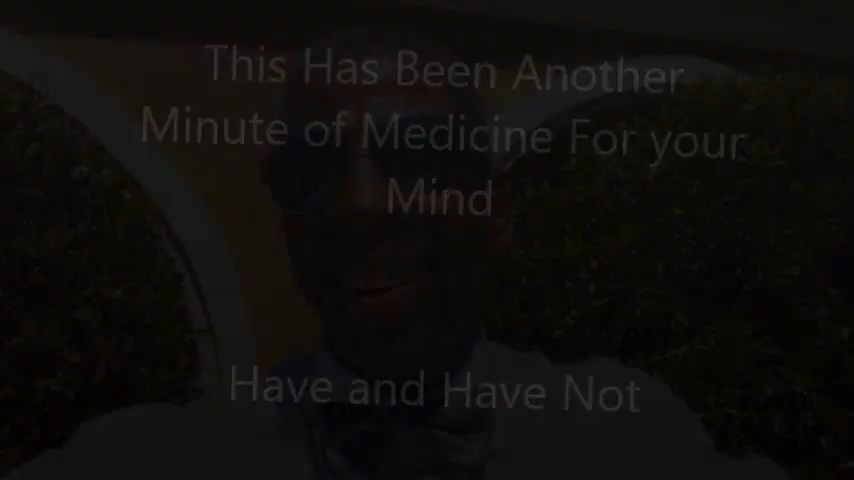 This Has Been Another
Minute of Medicine For your
Mind
Have and Have Not